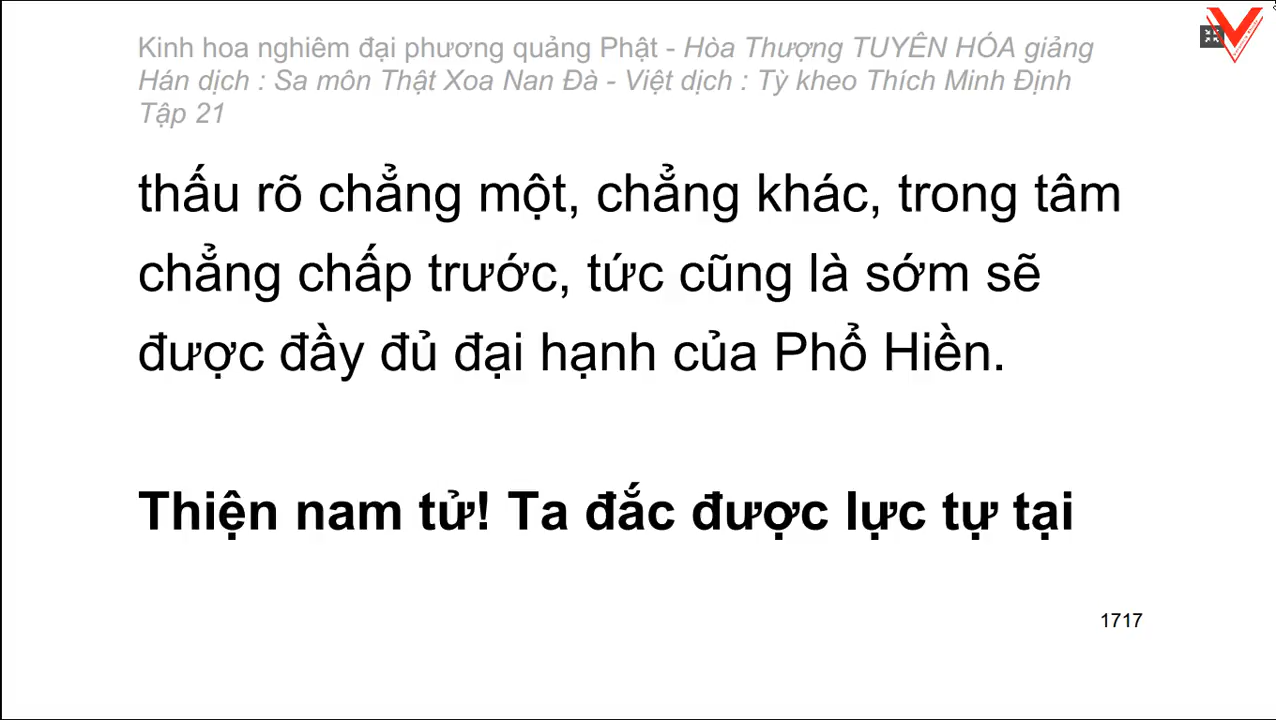 Kinh hoa nghiêm đại phương quảng Phật - Hòa Thượng TUYÊN HÓA giảng
Hán dịch : Sa môn Thật Xoa Nan Đà - Việt dịch : Tỳ kheo Thích Minh Định
Tập 21
thấu rõ chẳng một, chẳng khác, trong tâm
chẳng chấp trước, tức cũng là sớm sẽ
được đầy đủ đại hạnh của Phổ Hiền.
Thiện nam tử! Ta đắc được lực tự tại
1717